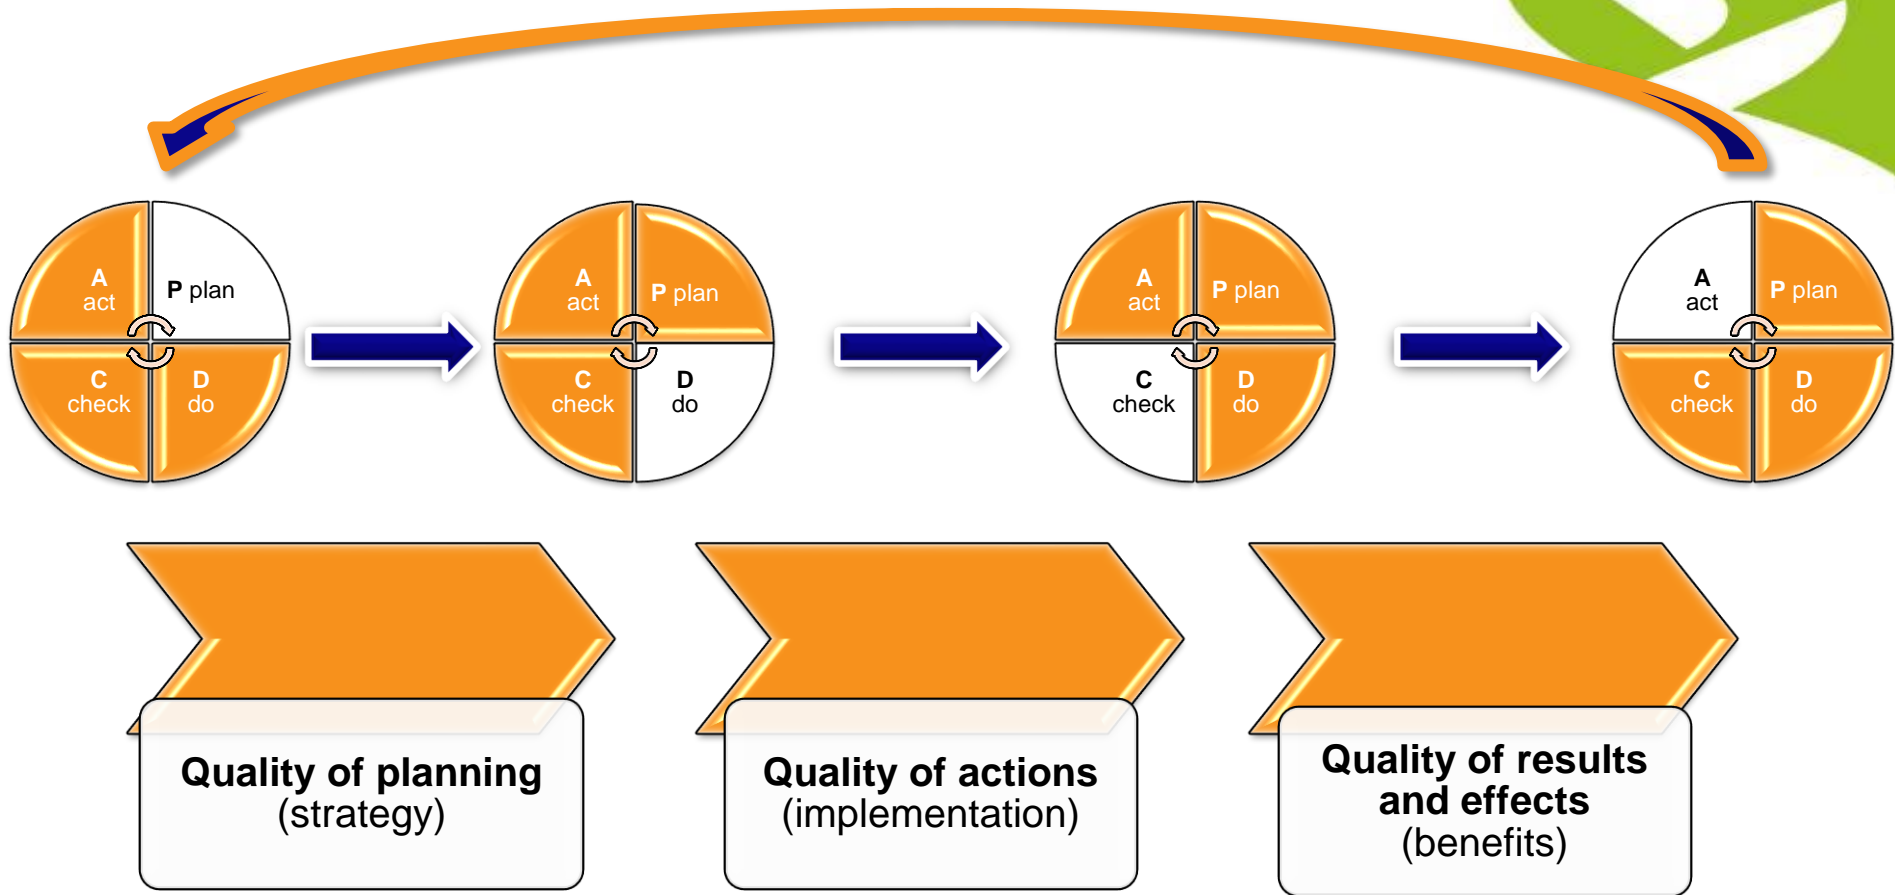 A
act
P plan
C
check
D
do
A
act
P plan
C
check
D
do
A
act
P plan
C
check
D
do
A
act
P plan
C
check
D
do
Quality of planning
(strategy)
Quality of actions
(implementation)
Quality of results
and effects
(benefits)